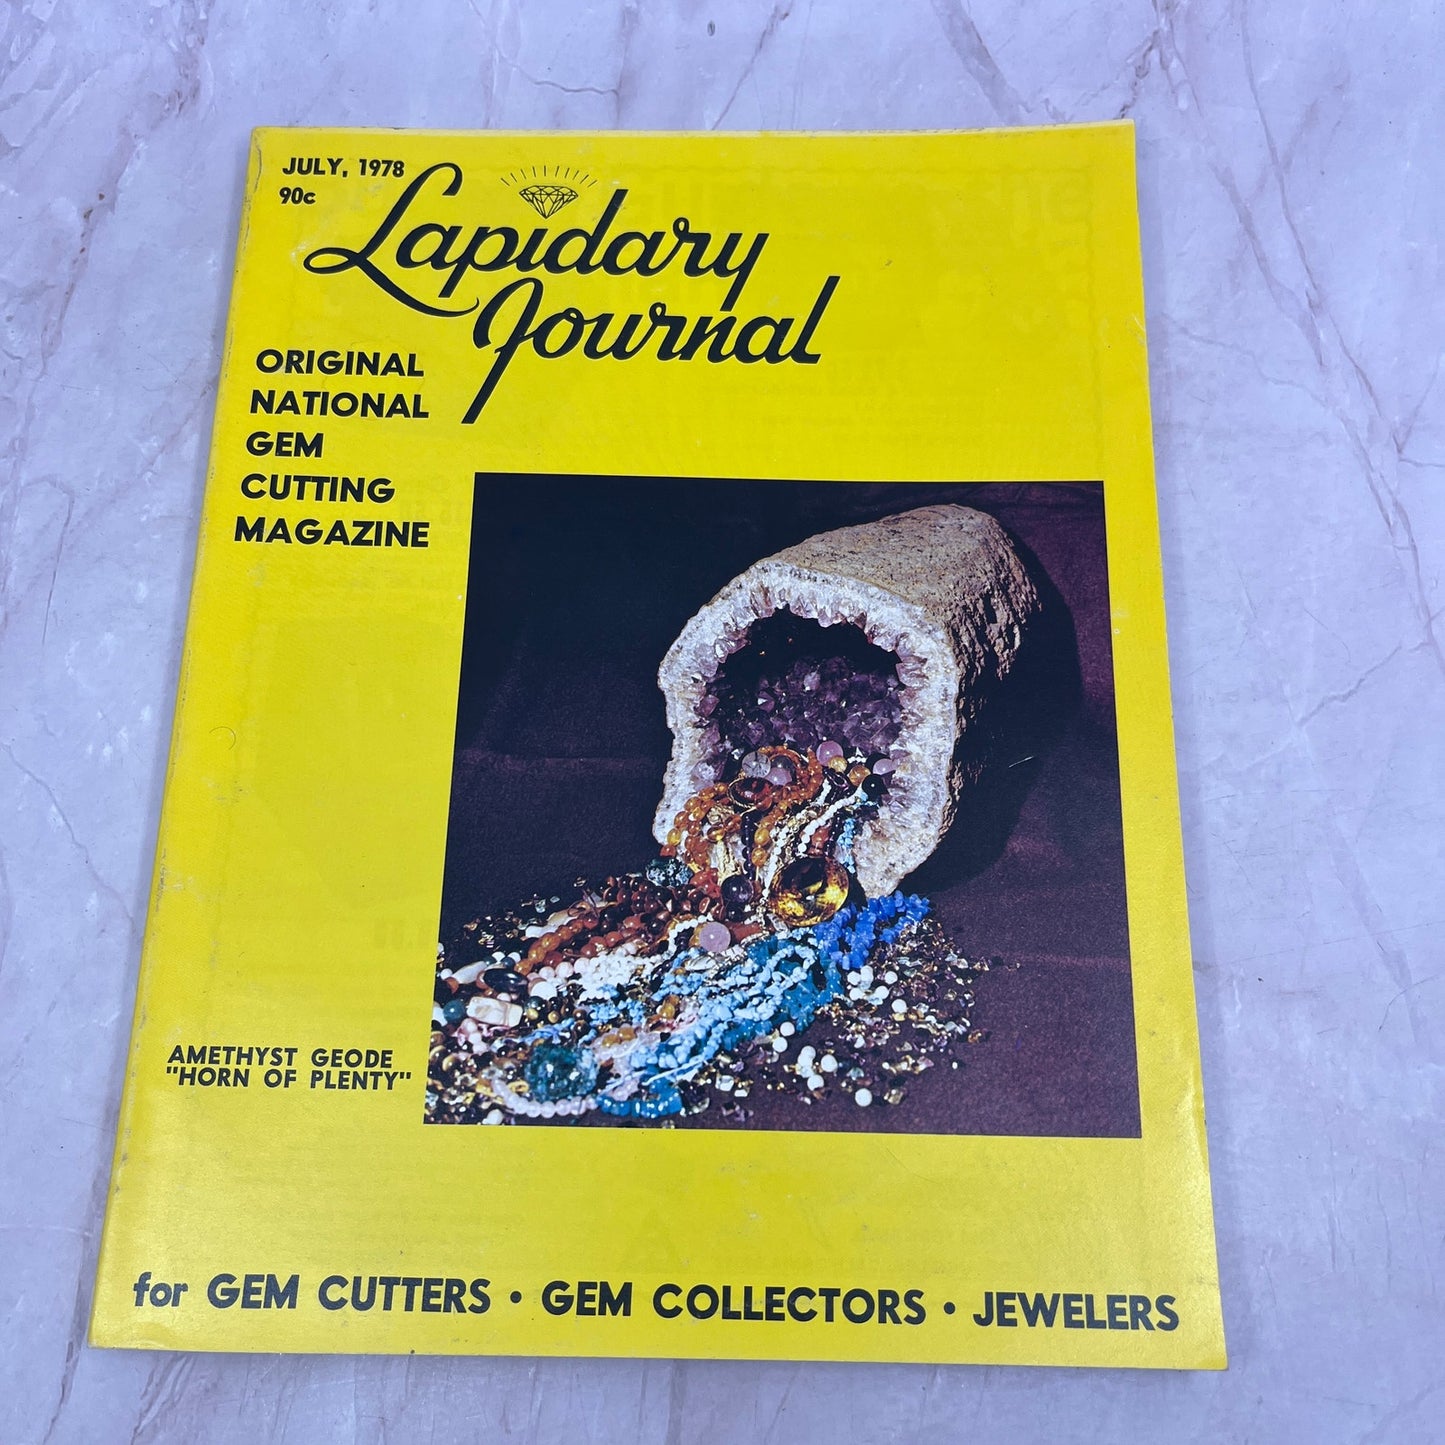 JULY, 1978
90c
Lapidary
Journal
ORIGINAL
NATIONAL
GEM
CUTTING
MAGAZINE
AMETHYST GEODE
"HORN OF PLENTY"
for GEM CUTTERS • GEM COLLECTORS • JEWELERS